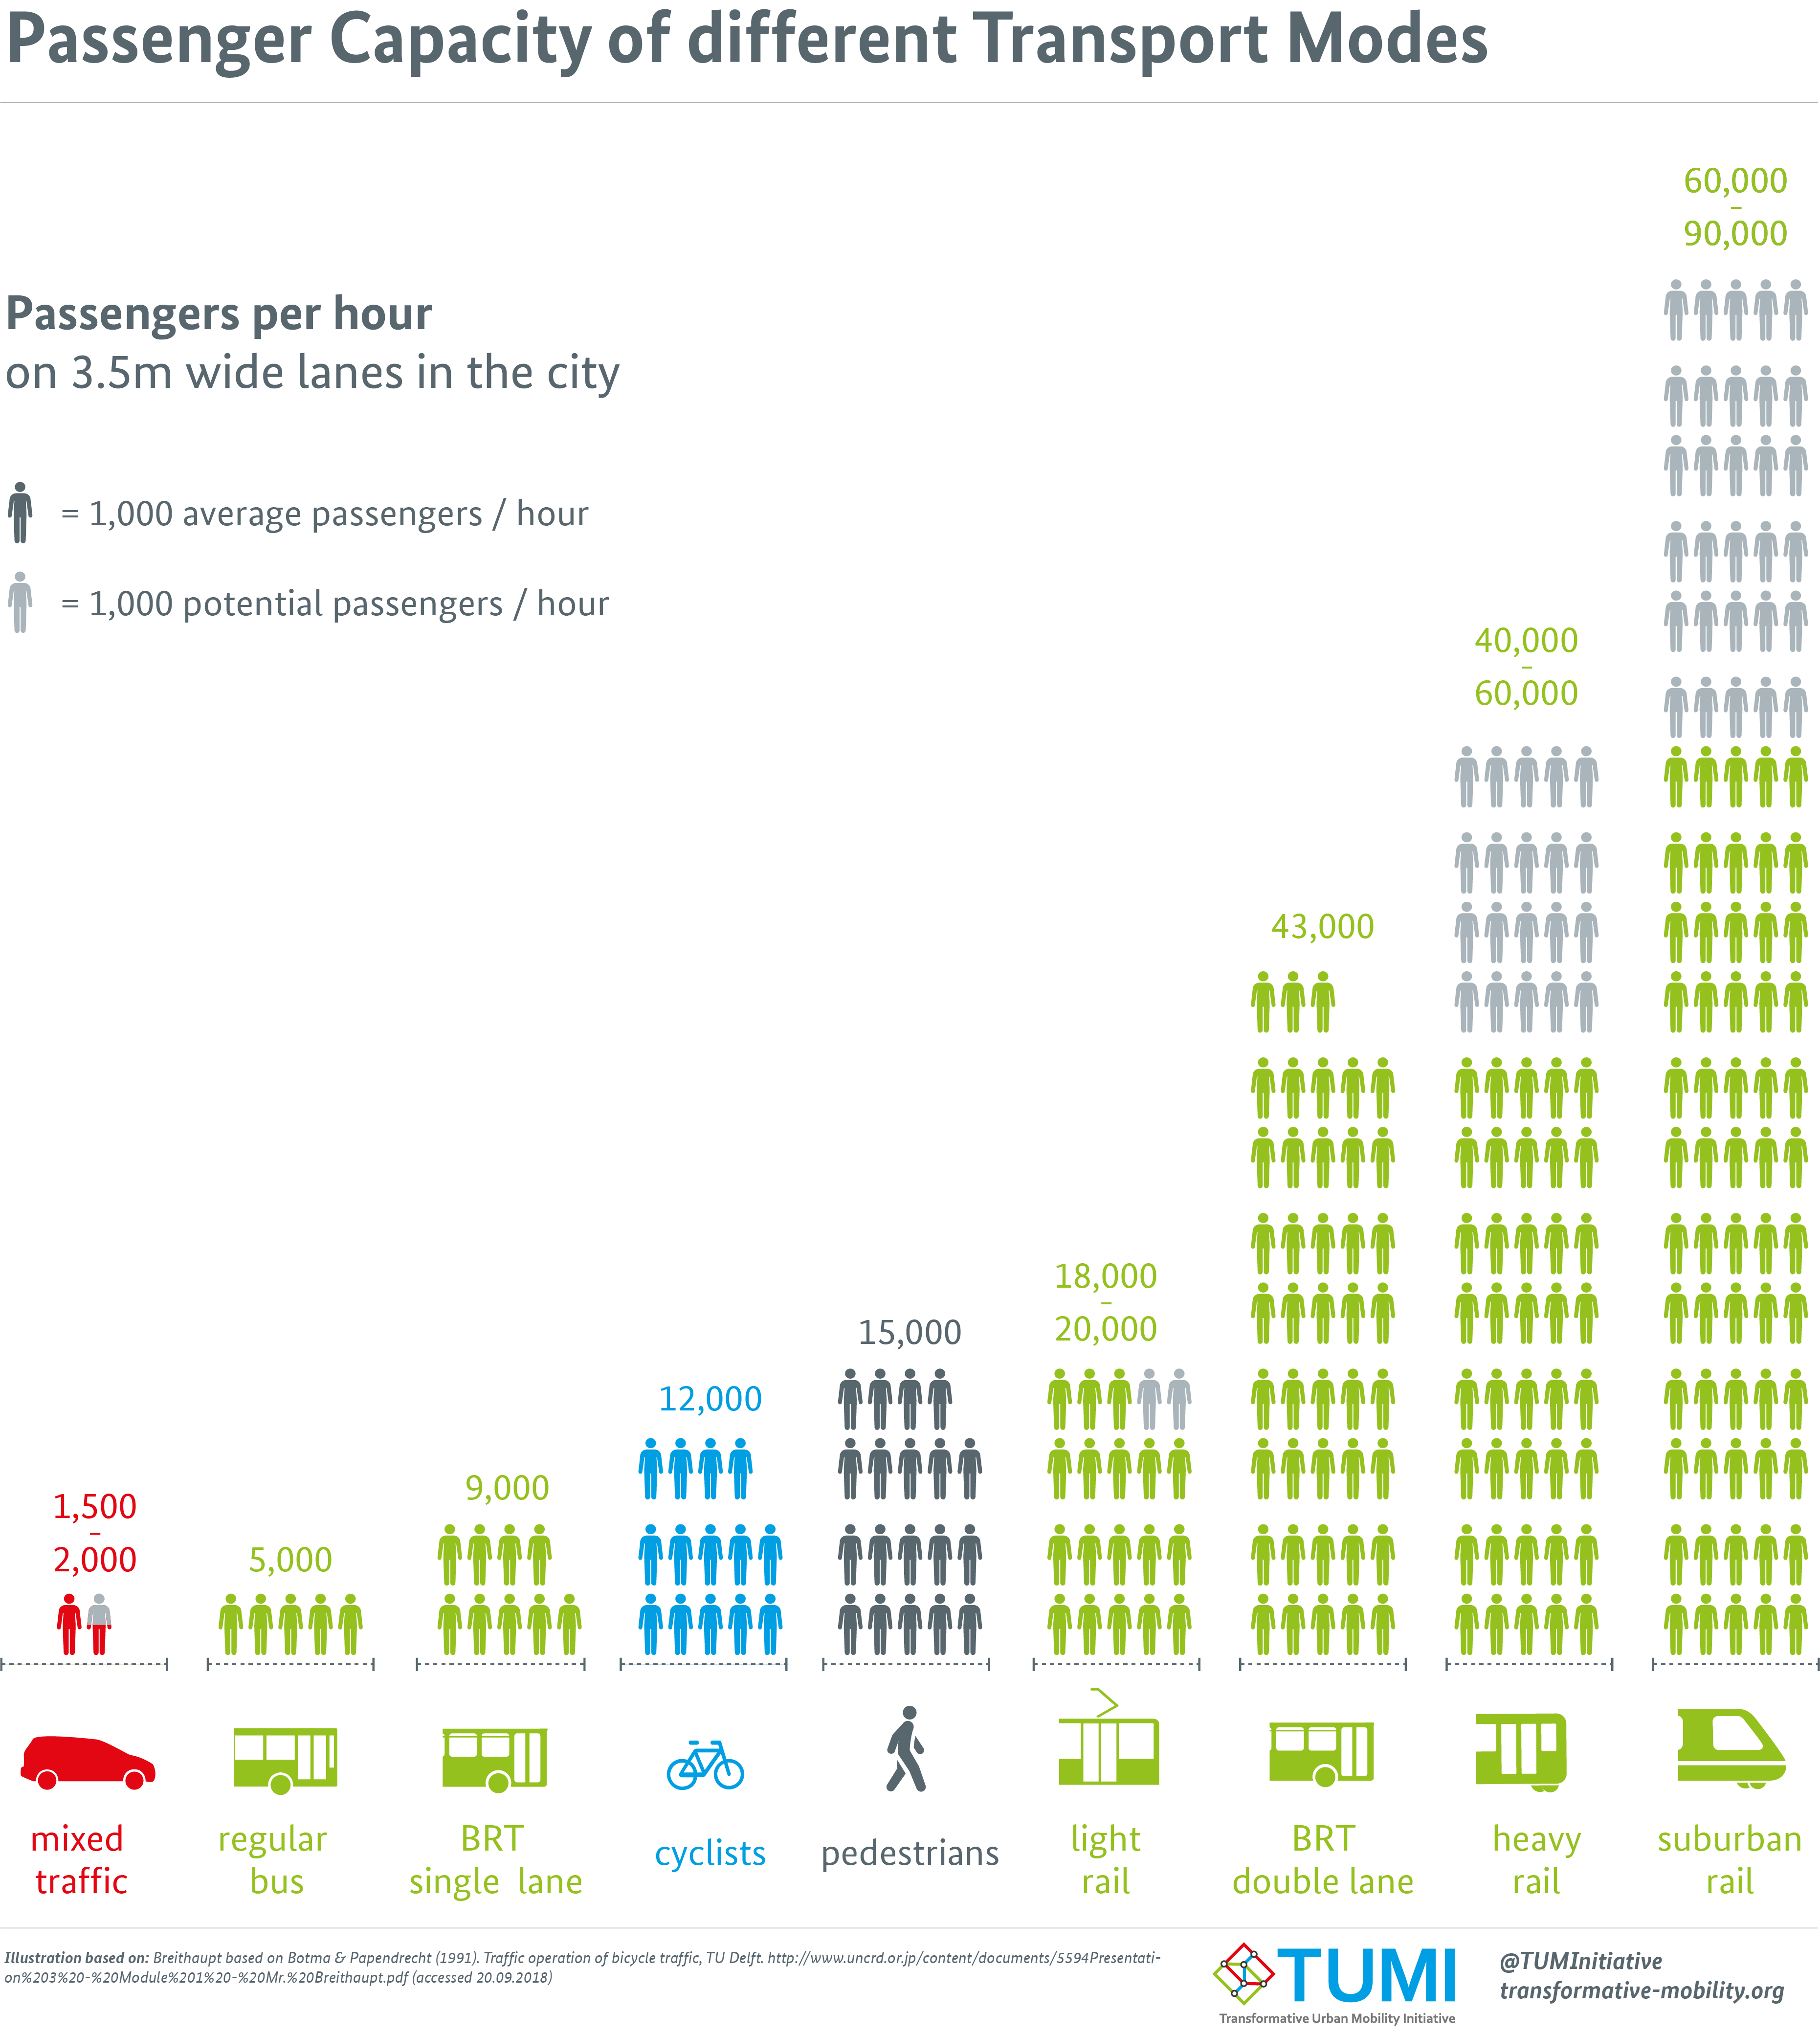 Passenger Capacity of different Transport Modes
Passengers per hour
on 3.5m wide lanes in the city
= 1,000 average passengers / hour
= 1,000 potential passengers / hour
1,500
–
2,000
5,000
9,000
12,000
15,000
18,000
–
20,000
43,000
40,000
–
60,000
60,000
–
90,000
mixed
traffic
regular
bus
BRT
single lane
cyclists
pedestrians
light
rail
BRT
double lane
heavy
rail
suburban
rail
Illustration based on: Breithaupt based on Botma & Papendrecht (1991). Traffic operation of bicycle traffic, TU Delft. http://www.uncrd.or.jp/content/documents/5594Presentati-
on%203%20-%20Module%201%20-%20Mr.%20Breithaupt.pdf (accessed 20.09.2018)
TUMI
Transformative Urban Mobility Initiative
@TUMInitiative
transformative-mobility.org